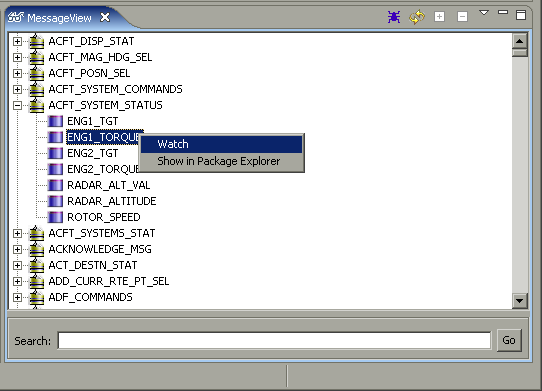 MessageView
ACFT_DISP_STAT
ACFT_MAG_HDG_SEL
ACFT_POSN_SEL
ACFT_SYSTEM_COMMANDS
ACFT_SYSTEM_STATUS
ENG1_TGT
ENG1_TORQUE
Watch
ENG2_TGT
Show in Package Explorer
ENG2_TORQUE
RADAR_ALT_VAL
RADAR_ALTITUDE
ROTOR_SPEED
ACFT_SYSTEMS_STAT
ACKNOWLEDGE_MSG
ACT_DESTN_STAT
ADD_CURR_RTE_PT_SEL
ADF_COMMANDS
Search: Go